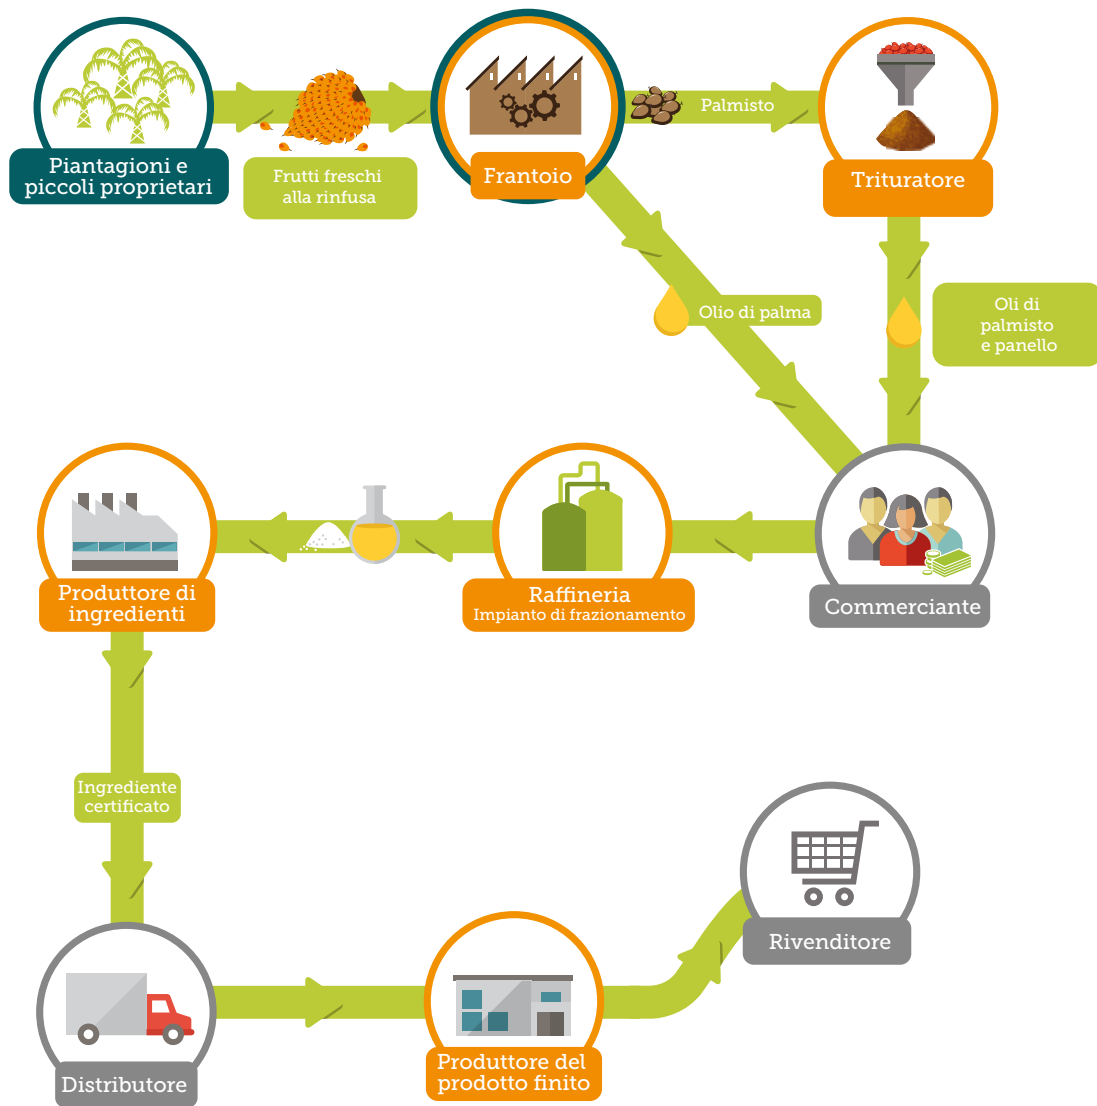 Piantagioni e
piccoli proprietari
Frutti freschi
alla rinfusa
Frantoio
Palmisto
Trituratore
Olio di palma
Oli di
palmisto
e panello
Produttore di
ingredienti
Raffineria
Impianto di frazionamento
Commerciante
Ingrediente
certificato
Distributore
Produttore del
prodotto finito
Rivenditore